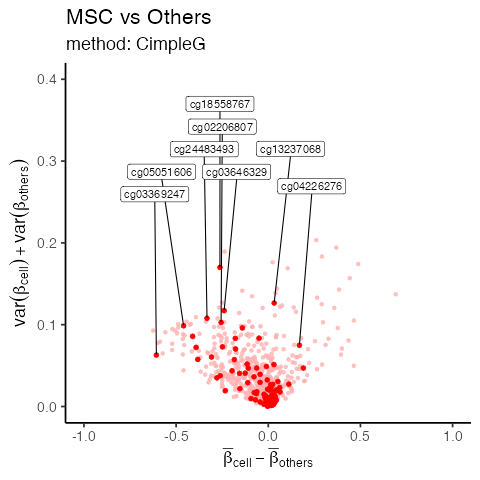 MSC vs Others
method: CimpleG
0.4
0.3
0.2
0.1
0.0
var(βcell) + var(βothers)
cg18558767
cg02206807
cg24483493
cg13237068
cg05051606
cg03646329
cg04226276
cg03369247
-1.0 -0.5 0.0 0.5 1.0
β̅cell − β̅others